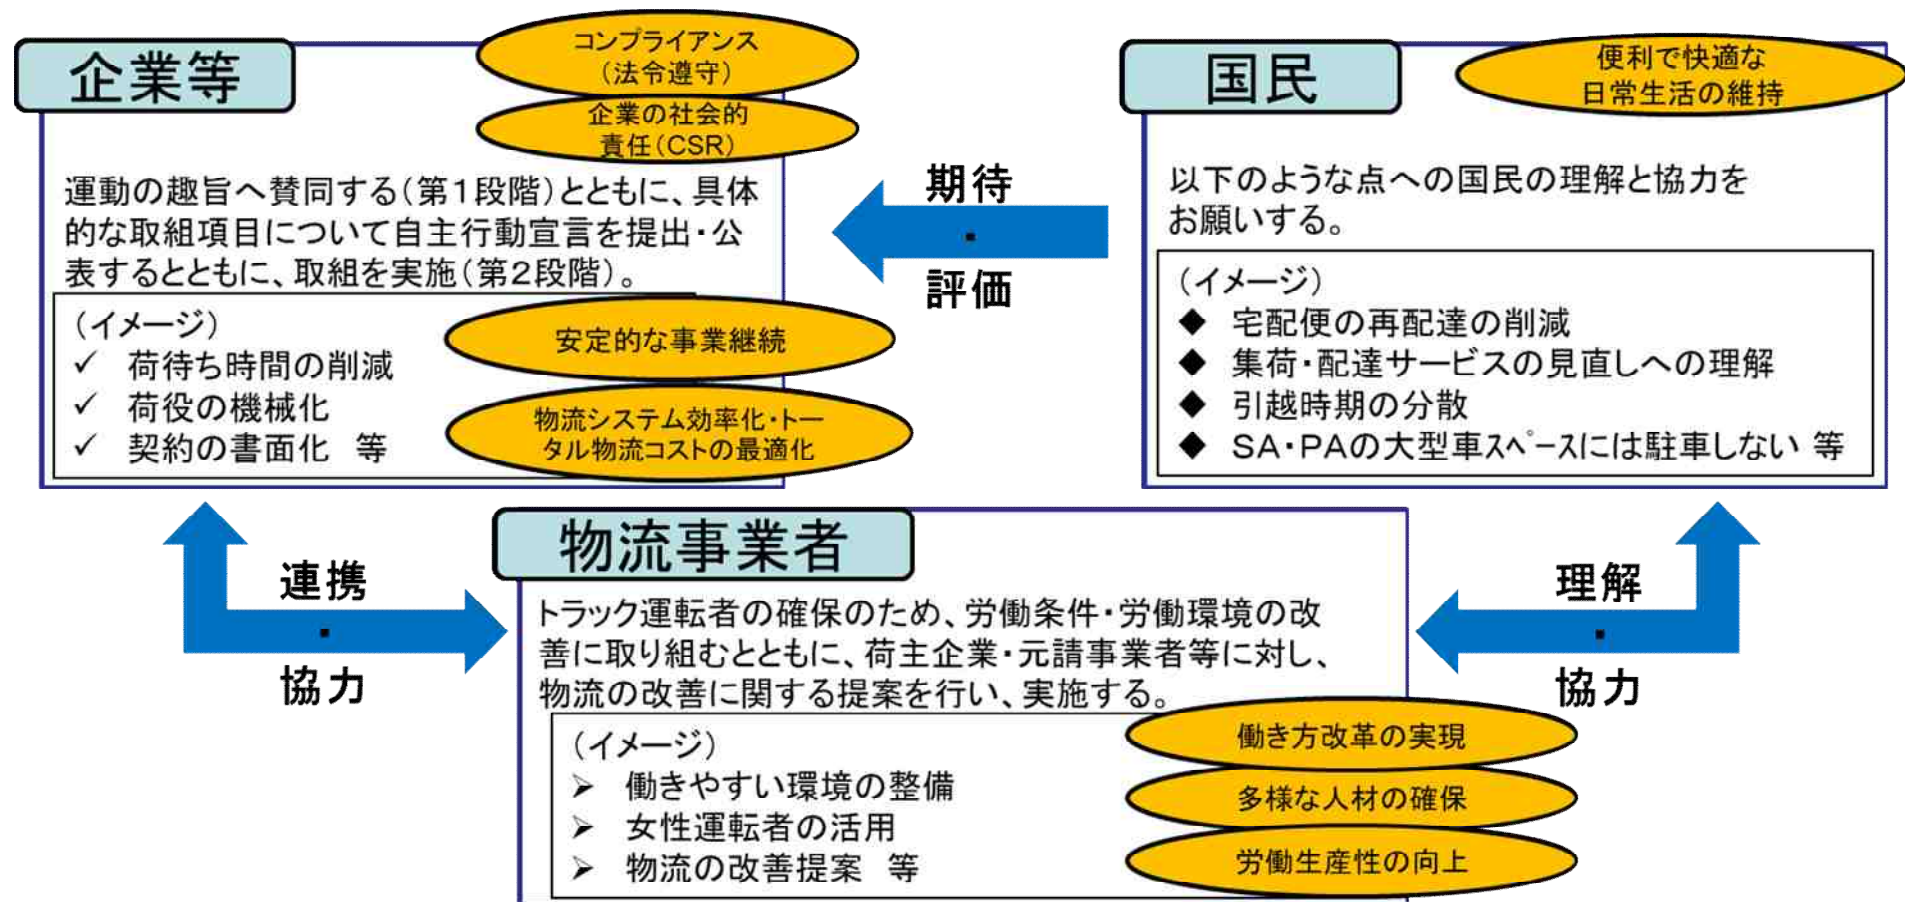 企業等
コンプライアンス
（法令遵守）
企業の社会的
責任（CSR）
運動の趣旨へ賛同する（第１段階）とともに、具体
的な取組項目について自主行動宣言を提出・公
表するとともに、取組を実施（第２段階）。
（イメージ）
✓ 荷待ち時間の削減
✓ 荷役の機械化
✓ 契約の書面化　等
安定的な事業継続
物流システム効率化・トー
タル物流コストの最適化
期待
・
評価
国民
便利で快適な
日常生活の維持
以下のような点への国民の理解と協力を
お願いする。
（イメージ）
◆ 宅配便の再配達の削減
◆ 集荷・配達サービスの見直しへの理解
◆ 引越時期の分散
◆ SA・PAの大型車ｽﾍﾟｰｽには駐車しない 等
連携
・
協力
物流事業者
トラック運転者の確保のため、労働条件・労働環境の改
善に取り組むとともに、荷主企業・元請事業者等に対し、
物流の改善に関する提案を行い、実施する。
（イメージ）
➢ 働きやすい環境の整備
➢ 女性運転者の活用
➢ 物流の改善提案　等
働き方改革の実現
多様な人材の確保
労働生産性の向上
理解
・
協力